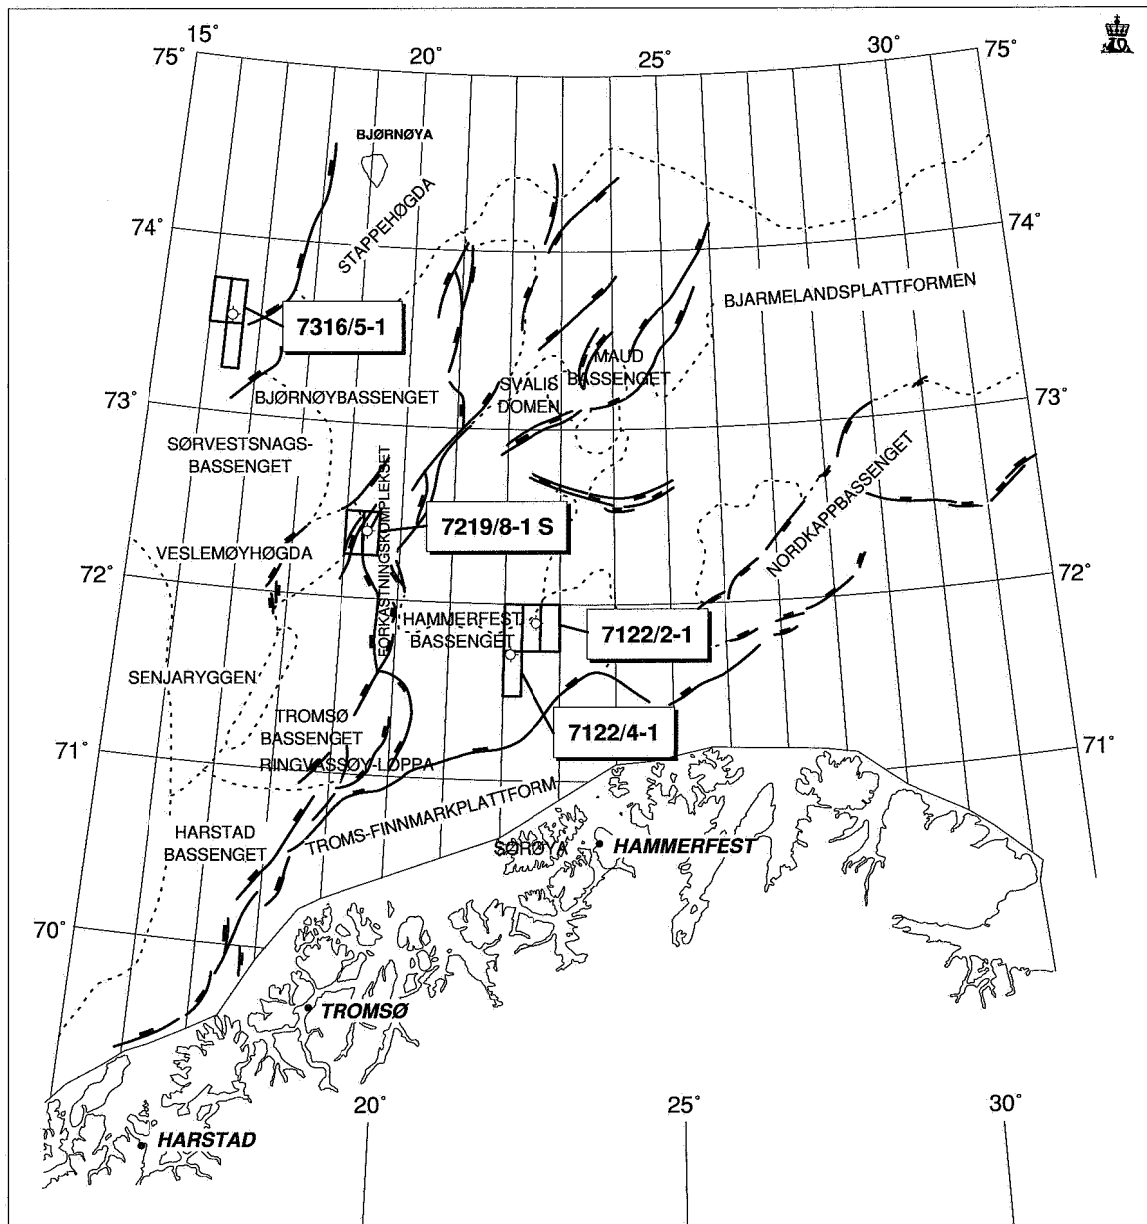 15°
75°
20°
25°
30°
75°
BJØRNØYA
STAPPEHØGDA
74°
74°
BJARMELANDSPLATTFORMEN
7316/5-1
MAUD
BASSENGET
SVALIS
DOMEN
BJØRNØYBASSENGET
73°
73°
SØRVESTSNAGS-
BASSENGET
FORKASTNINGSKOMPLEKSET
NORDKAPPBASSENGET
7219/8-1 S
VESLEMØYHØGDA
72°
72°
HAMMERFEST
BASSENGET
7122/2-1
SENJARYGGEN
7122/4-1
TROMSØ
BASSENGET
RINGVASSØY-LOPPA
71°
71°
TROMS-FINNMARKPLATTFORM
HARSTAD
BASSENGET
SØRØYA
HAMMERFEST
70°
TROMSØ
20°
25°
30°
HARSTAD